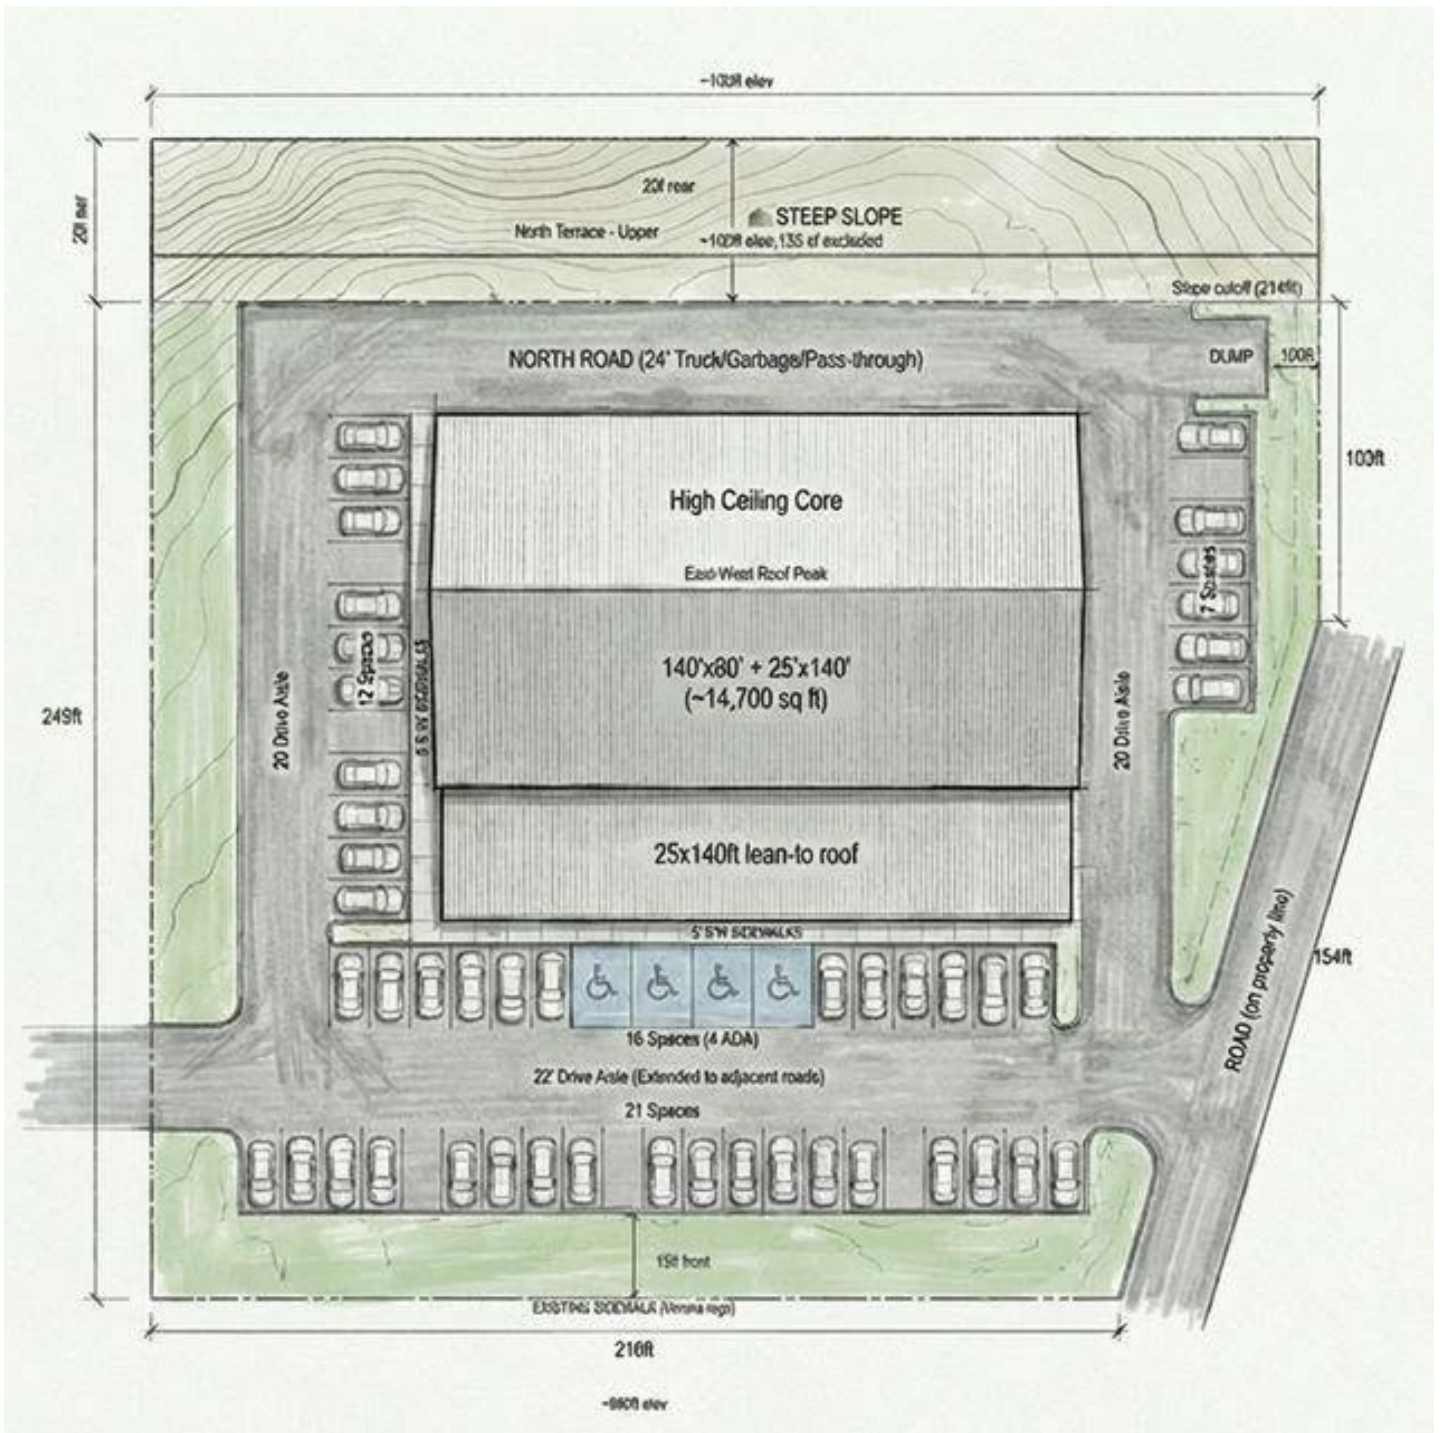 20f rear
North Terrace - Upper
STEEP SLOPE
Slope cutoff (214ft)
NORTH ROAD (24' Truck/Garbage/Pass-through)
DUMP
100ft
High Ceiling Core
100ft
East-West Roof Peak
7 Spaces
12 Spaces
140'x80' + 25'x140'
(~14,700 sq ft)
249ft
20 Drive Aisle
20 Drive Aisle
25x140ft lean-to roof
5' S'W SIDEWALKS
154ft
ROAD (on property line)
16 Spaces (4 ADA)
22' Drive Aisle (Extended to adjacent roads)
21 Spaces
15ft front
EXISTING SIDEWALK
216ft